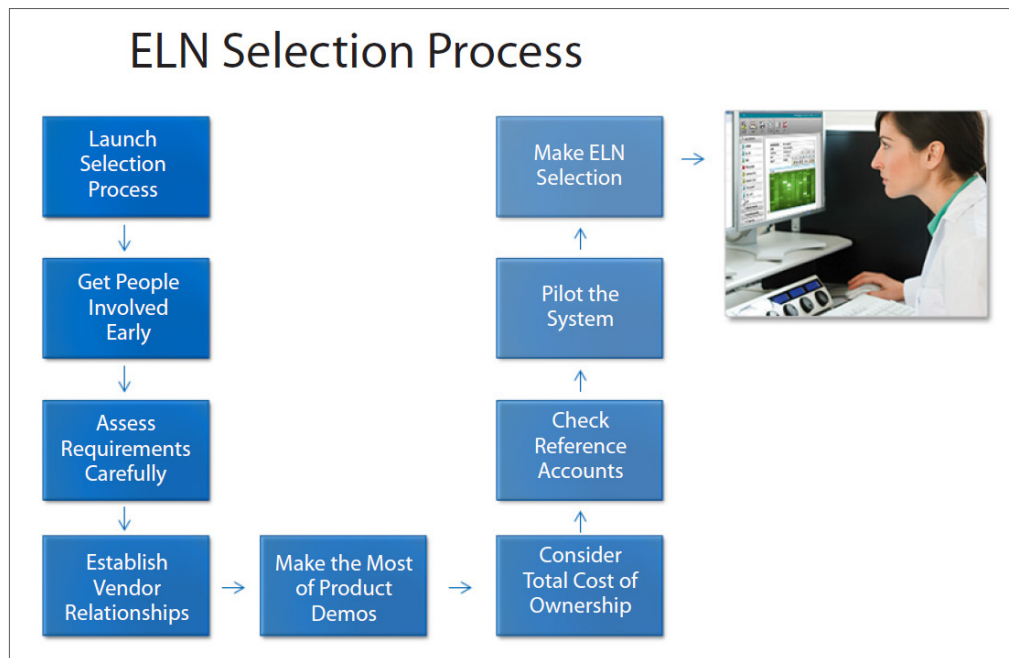 ELN Selection Process
Launch
Selection
Process
Get People
Involved
Early
Assess
Requirements
Carefully
Establish
Vendor
Relationships
Make the Most
of Product
Demos
Consider
Total Cost of
Ownership
Check
Reference
Accounts
Pilot the
System
Make ELN
Selection